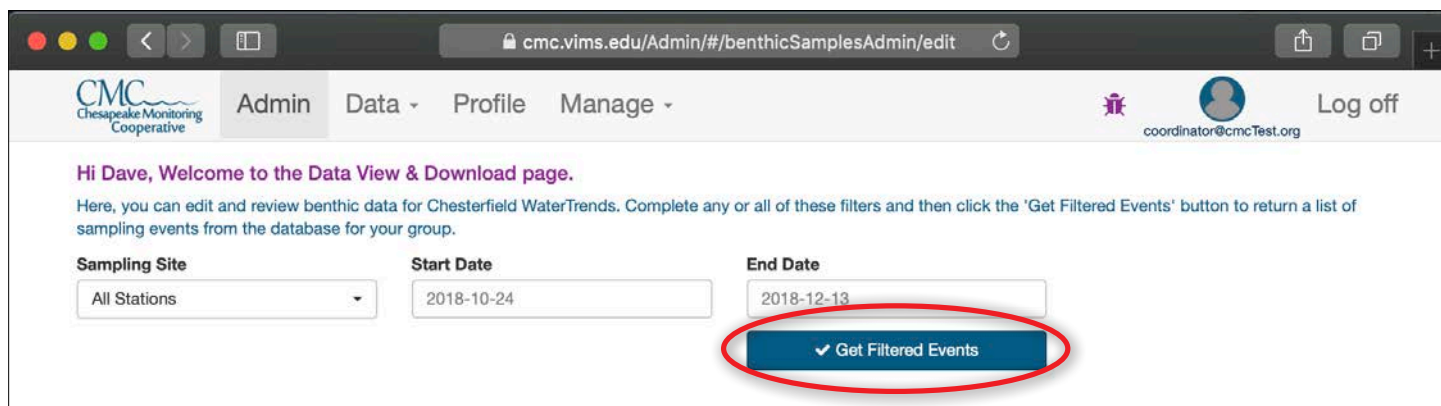 cmc.vims.edu/Admin/#/benthicSamplesAdmin/edit
CMC
Chesapeake Monitoring
Cooperative
Admin Data Profile Manage
coordinator@cmcTest.org
Log off
Hi Dave, Welcome to the Data View & Download page.
Here, you can edit and review benthic data for Chesterfield WaterTrends. Complete any or all of these filters and then click the 'Get Filtered Events' button to return a list of
sampling events from the database for your group.
Sampling Site Start Date End Date
All Stations 2018-10-24 2018-12-13
Get Filtered Events